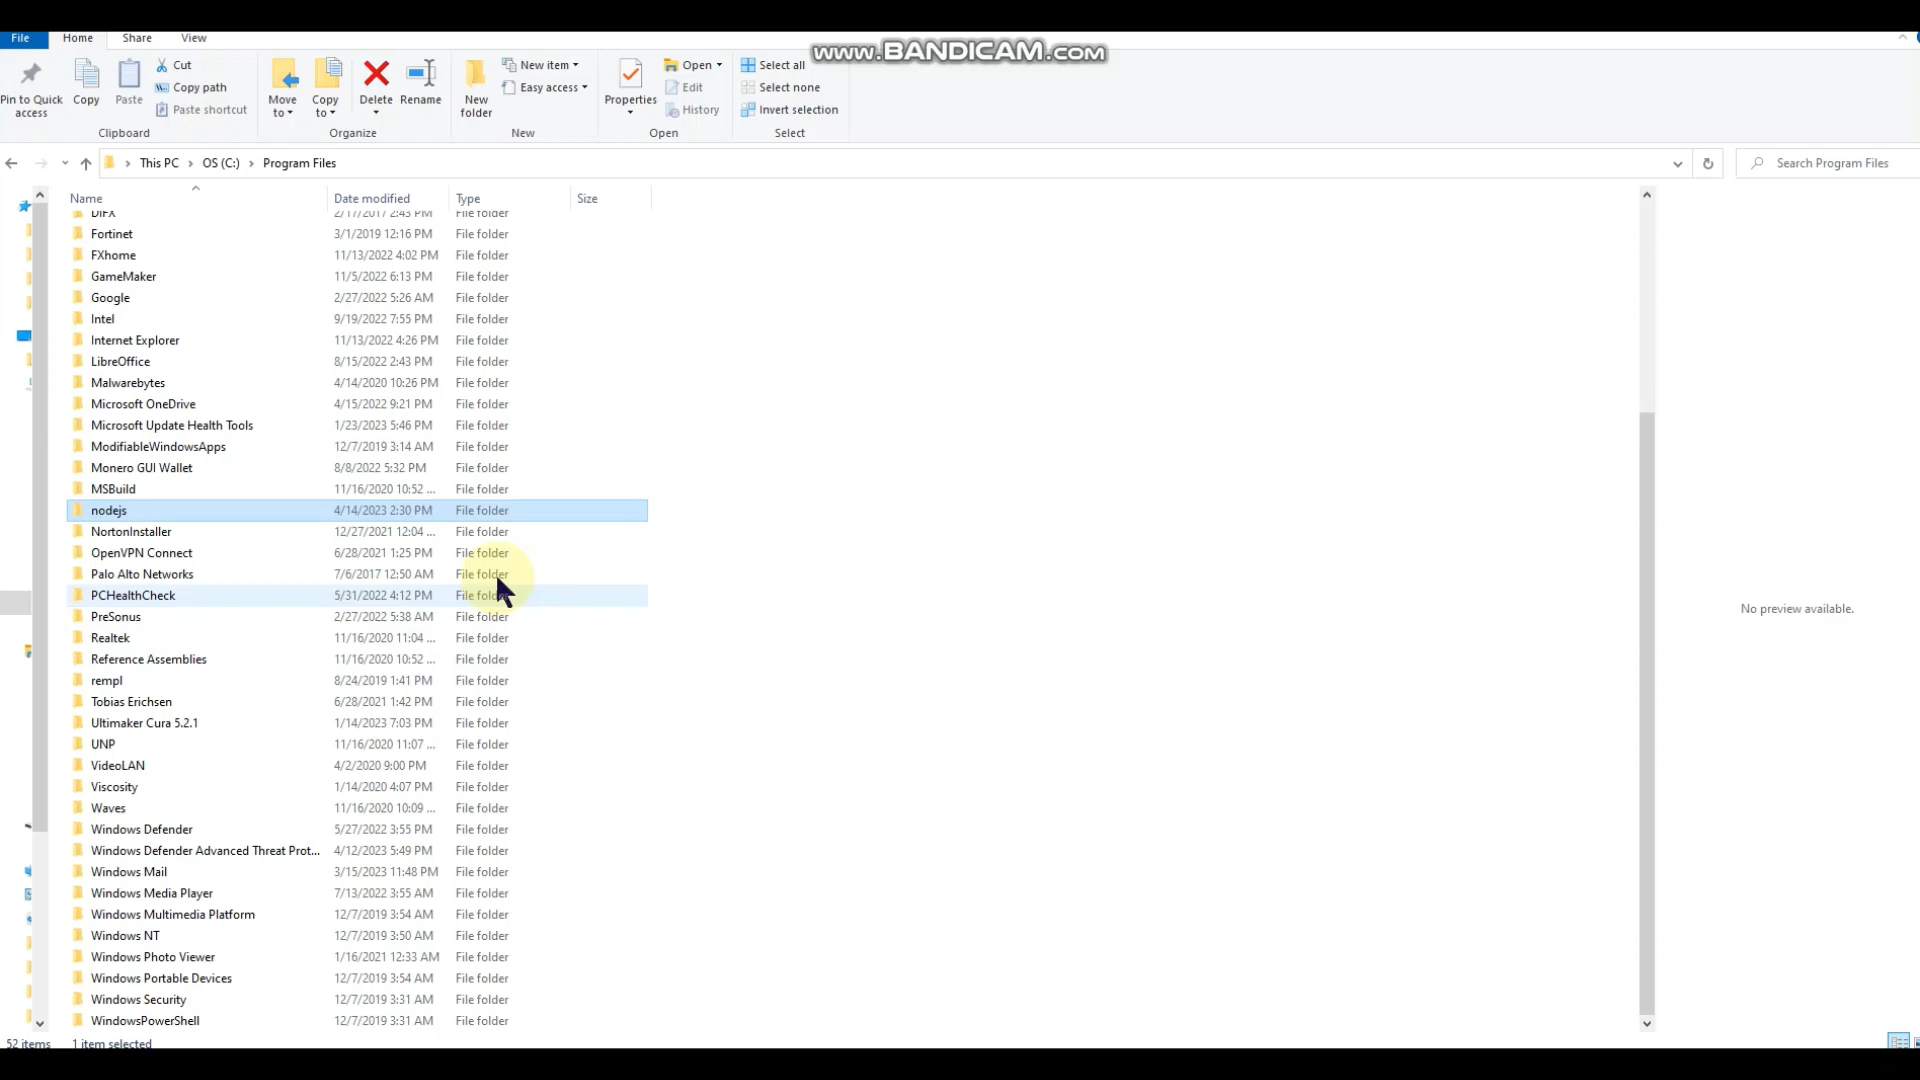 File Home Share View
www.BANDICAM.com
Pin to Quick access
Copy
Paste
Cut
Copy path
Paste shortcut
Clipboard
Move to
Copy to
Delete
Rename
Organize
New folder
New item
Easy access
New
Properties
Open
Edit
History
Open
Select all
Select none
Invert selection
Select
This PC > OS (C:) > Program Files
Search Program Files
Name Date modified Type Size
DIFX 2/17/2017 2:43 PM File folder
Fortinet 3/1/2019 12:16 PM File folder
FXhome 11/13/2022 4:02 PM File folder
GameMaker 11/5/2022 6:13 PM File folder
Google 2/27/2022 5:26 AM File folder
Intel 9/19/2022 7:55 PM File folder
Internet Explorer 11/13/2022 4:26 PM File folder
LibreOffice 8/15/2022 2:43 PM File folder
Malwarebytes 4/14/2020 10:26 PM File folder
Microsoft OneDrive 4/15/2022 9:21 PM File folder
Microsoft Update Health Tools 1/23/2023 5:46 PM File folder
ModifiableWindowsApps 12/7/2019 3:14 AM File folder
Monero GUI Wallet 8/8/2022 5:32 PM File folder
MSBuild 11/16/2020 10:52 ... File folder
nodejs 4/14/2023 2:30 PM File folder
NortonInstaller 12/27/2021 12:04 ... File folder
OpenVPN Connect 6/28/2021 1:25 PM File folder
Palo Alto Networks 7/6/2017 12:50 AM File folder
PCHealthCheck 5/31/2022 4:12 PM File folder
PreSonus 2/27/2022 5:38 AM File folder
Realtek 11/16/2020 11:04 ... File folder
Reference Assemblies 11/16/2020 10:52 ... File folder
rempl 8/24/2019 1:41 PM File folder
Tobias Erichsen 6/28/2021 1:42 PM File folder
Ultimaker Cura 5.2.1 1/14/2023 7:03 PM File folder
UNP 11/16/2020 11:07 ... File folder
VideoLAN 4/2/2020 9:00 PM File folder
Viscosity 1/14/2020 4:07 PM File folder
Waves 11/16/2020 10:09 ... File folder
Windows Defender 5/27/2022 3:55 PM File folder
Windows Defender Advanced Threat Prot... 4/12/2023 5:49 PM File folder
Windows Mail 3/15/2023 11:48 PM File folder
Windows Media Player 7/13/2022 3:55 AM File folder
Windows Multimedia Platform 12/7/2019 3:54 AM File folder
Windows NT 12/7/2019 3:50 AM File folder
Windows Photo Viewer 1/16/2021 12:33 AM File folder
Windows Portable Devices 12/7/2019 3:54 AM File folder
Windows Security 12/7/2019 3:31 AM File folder
WindowsPowerShell 12/7/2019 3:31 AM File folder
No preview available.
52 items 1 item selected